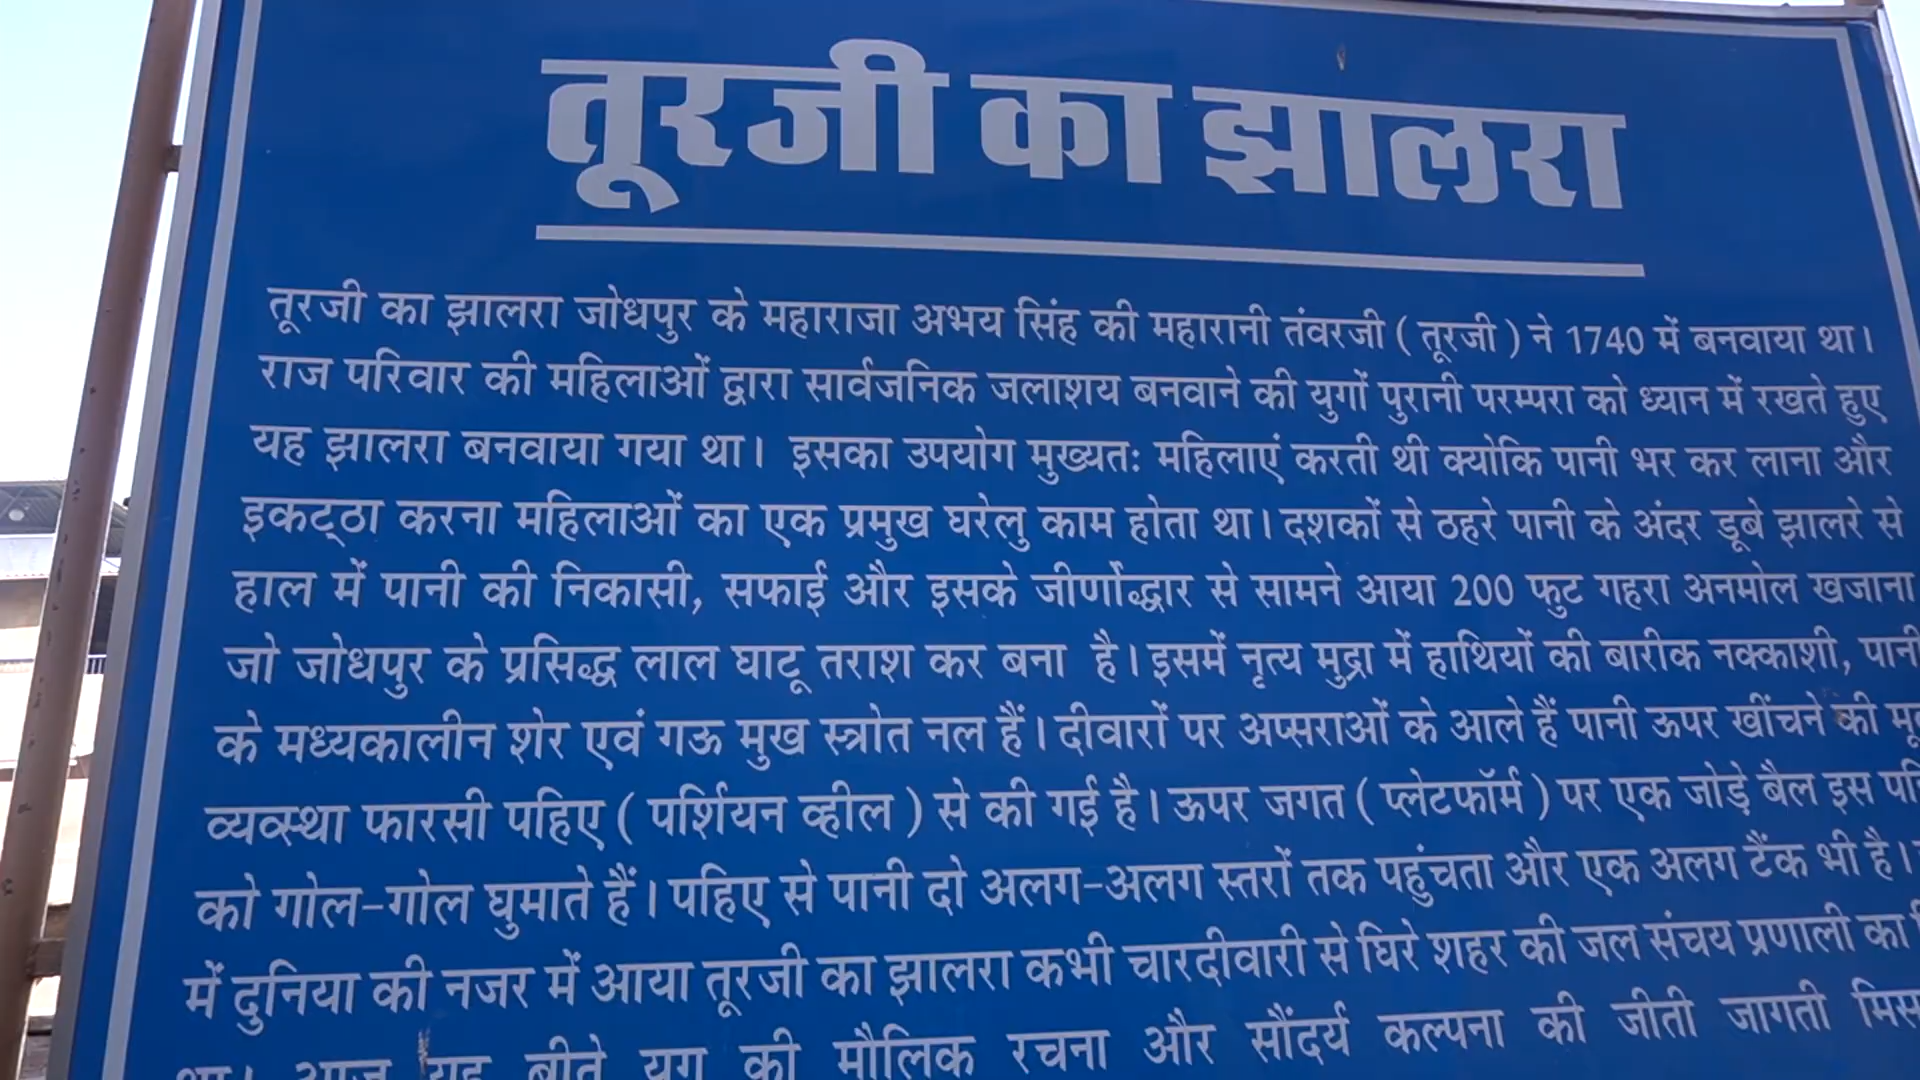 तूरजी का झालरा
तूरजी का झालरा जोधपुर के महाराजा अभय सिंह की महारानी तंवरजी ( तूरजी ) ने 1740 में बनवाया था।
राज परिवार की महिलाओं द्वारा सार्वजनिक जलाशय बनवाने की युगों पुरानी परम्परा को ध्यान में रखते हुए
यह झालरा बनवाया गया था। इसका उपयोग मुख्यतः महिलाएं करती थी क्योकि पानी भर कर लाना और
इकट्ठा करना महिलाओं का एक प्रमुख घरेलु काम होता था। दशकों से ठहरे पानी के अंदर डूबे झालरे से
हाल में पानी की निकासी, सफाई और इसके जीर्णोद्धार से सामने आया 200 फुट गहरा अनमोल खजाना
जो जोधपुर के प्रसिद्ध लाल घाटू तराश कर बना है। इसमें नृत्य मुद्रा में हाथियों की बारीक नक्काशी, पानी
के मध्यकालीन शेर एवं गऊ मुख स्त्रोत नल हैं। दीवारों पर अप्सराओं के आले हैं पानी ऊपर खींचने की
व्यवस्था फारसी पहिए ( पर्शियन व्हील ) से की गई है। ऊपर जगत ( प्लेटफॉर्म ) पर एक जोड़े बैल इस
को गोल-गोल घुमाते हैं। पहिए से पानी दो अलग-अलग स्तरों तक पहुंचता और एक अलग टैंक भी है।
में दुनिया की नजर में आया तूरजी का झालरा कभी चारदीवारी से घिरे शहर की जल संचय प्रणाली का
था। आज यह बीते युग की मौलिक रचना और सौंदर्य कल्पना की जीती जागती